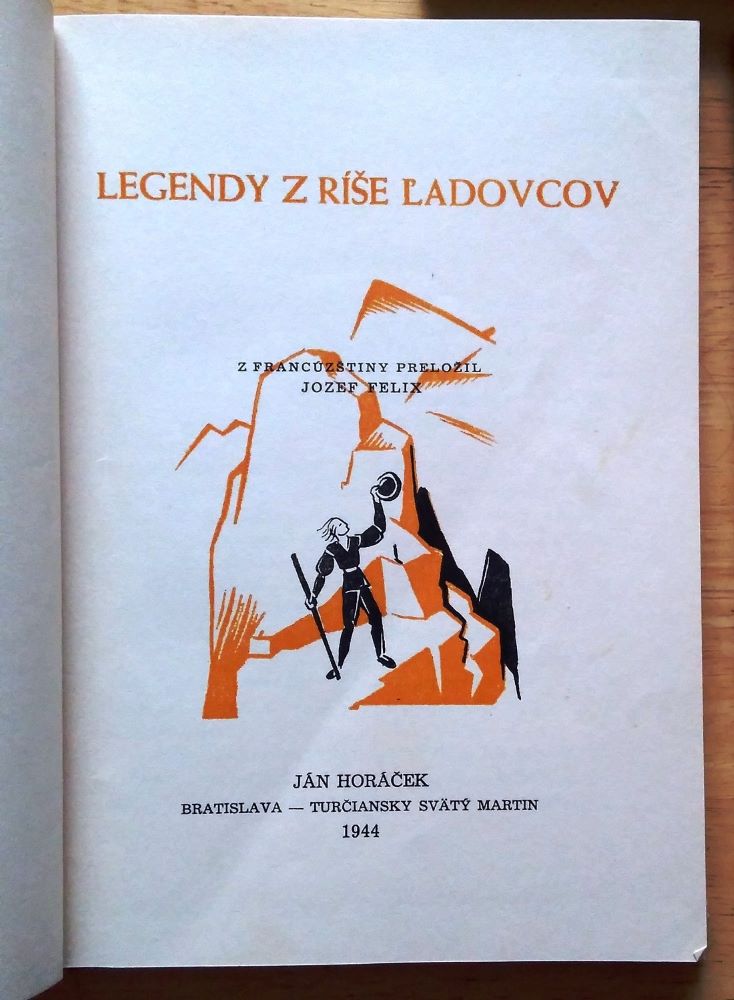 LEGENDY Z RÍŠE ĽADOVCOV
Z FRANCÚZŠTINY PRELOŽIL
JOZEF FELIX
JÁN HORÁČEK
BRATISLAVA — TURČIANSKY SVÄTÝ MARTIN
1944